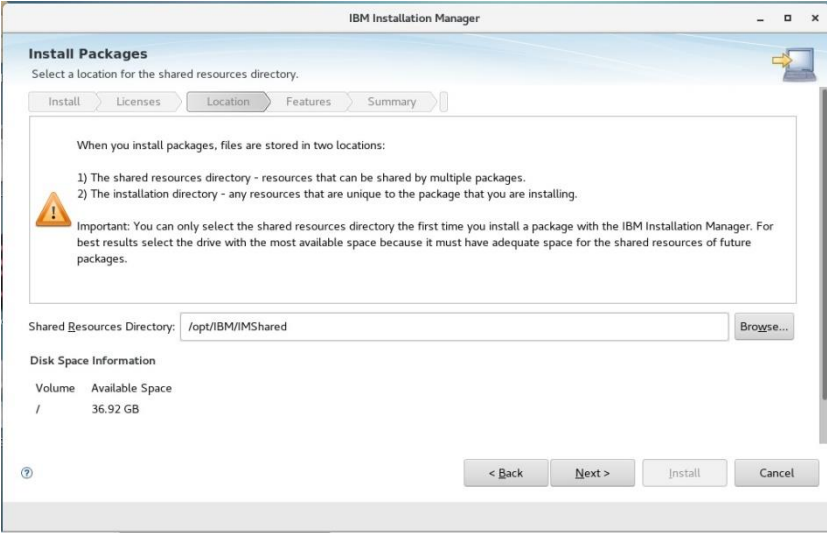 IBM Installation Manager
Install Packages
Select a location for the shared resources directory.
Install Licenses Location Features Summary
When you install packages, files are stored in two locations:
1) The shared resources directory - resources that can be shared by multiple packages.
2) The installation directory - any resources that are unique to the package that you are installing.
Important: You can only select the shared resources directory the first time you install a package with the IBM Installation Manager. For
best results select the drive with the most available space because it must have adequate space for the shared resources of future
packages.
Shared Resources Directory: /opt/IBM/IMShared Browse...
Disk Space Information
Volume Available Space
/ 36.92 GB
? < Back Next > Install Cancel